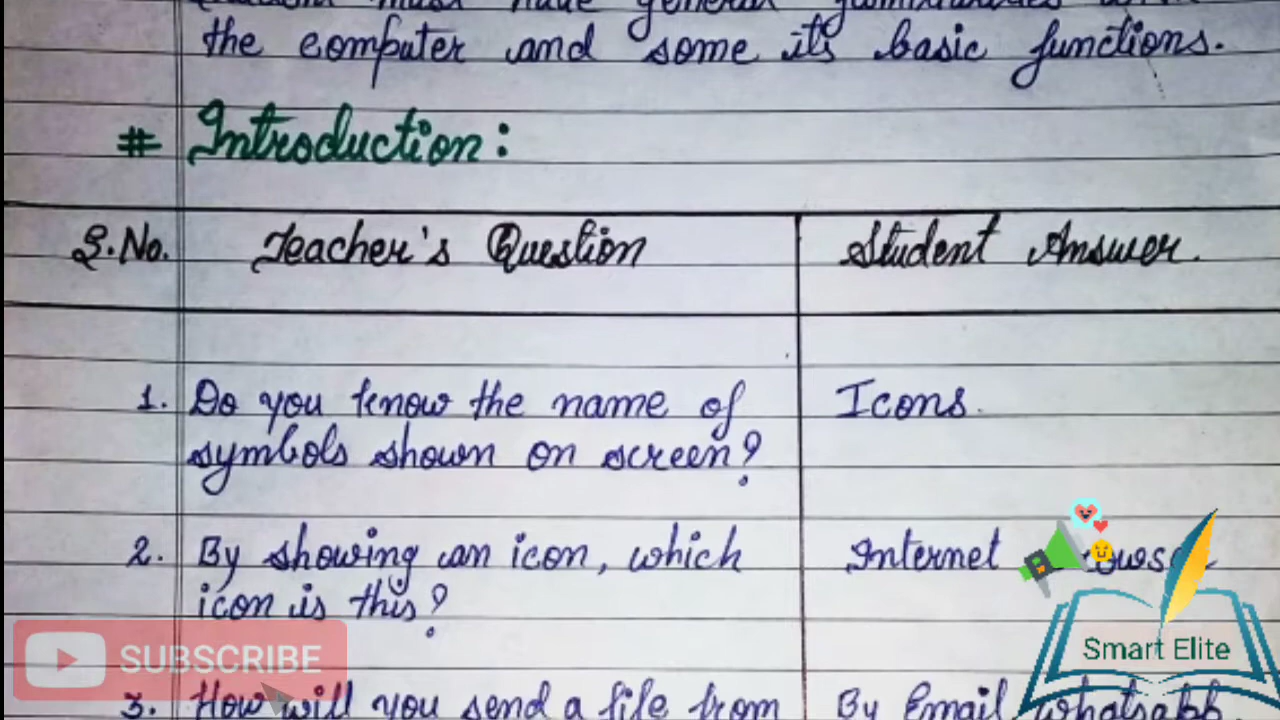 the computer and some its basic functions.
# Introduction:
S.No. Teacher's Question Student Answer.
1. Do you know the name of Icons.
symbols shown on screen?
2. By showing an icon, which Internet
icon is this?
Smart Elite
SUBSCRIBE
3. How will you send a file from By Email whatsapp